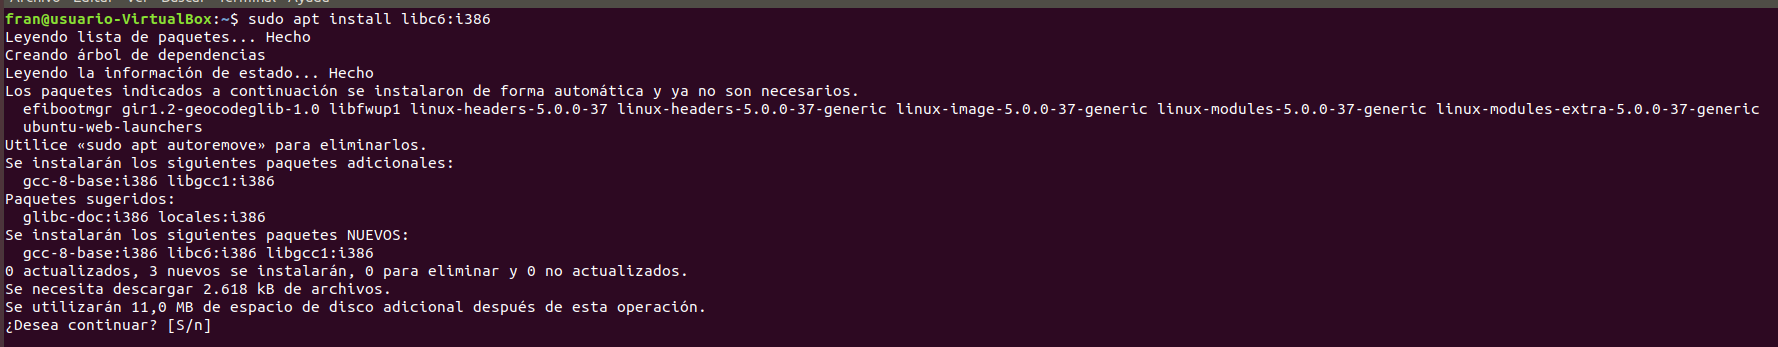 Archivo Editar Ver Buscar Terminal Ayuda
fran@usuario-VirtualBox:~$ sudo apt install libc6:i386
Leyendo lista de paquetes... Hecho
Creando árbol de dependencias
Leyendo la información de estado... Hecho
Los paquetes indicados a continuación se instalaron de forma automática y ya no son necesarios.
efibootmgr gir1.2-geocodeglib-1.0 libfwup1 linux-headers-5.0.0-37 linux-headers-5.0.0-37-generic linux-image-5.0.0-37-generic linux-modules-5.0.0-37-generic linux-modules-extra-5.0.0-37-generic
ubuntu-web-launchers
Utilice «sudo apt autoremove» para eliminarlos.
Se instalarán los siguientes paquetes adicionales:
gcc-8-base:i386 libgcc1:i386
Paquetes sugeridos:
glibc-doc:i386 locales:i386
Se instalarán los siguientes paquetes NUEVOS:
gcc-8-base:i386 libc6:i386 libgcc1:i386
0 actualizados, 3 nuevos se instalarán, 0 para eliminar y 0 no actualizados.
Se necesita descargar 2.618 kB de archivos.
Se utilizarán 11,0 MB de espacio de disco adicional después de esta operación.
¿Desea continuar? [S/n]